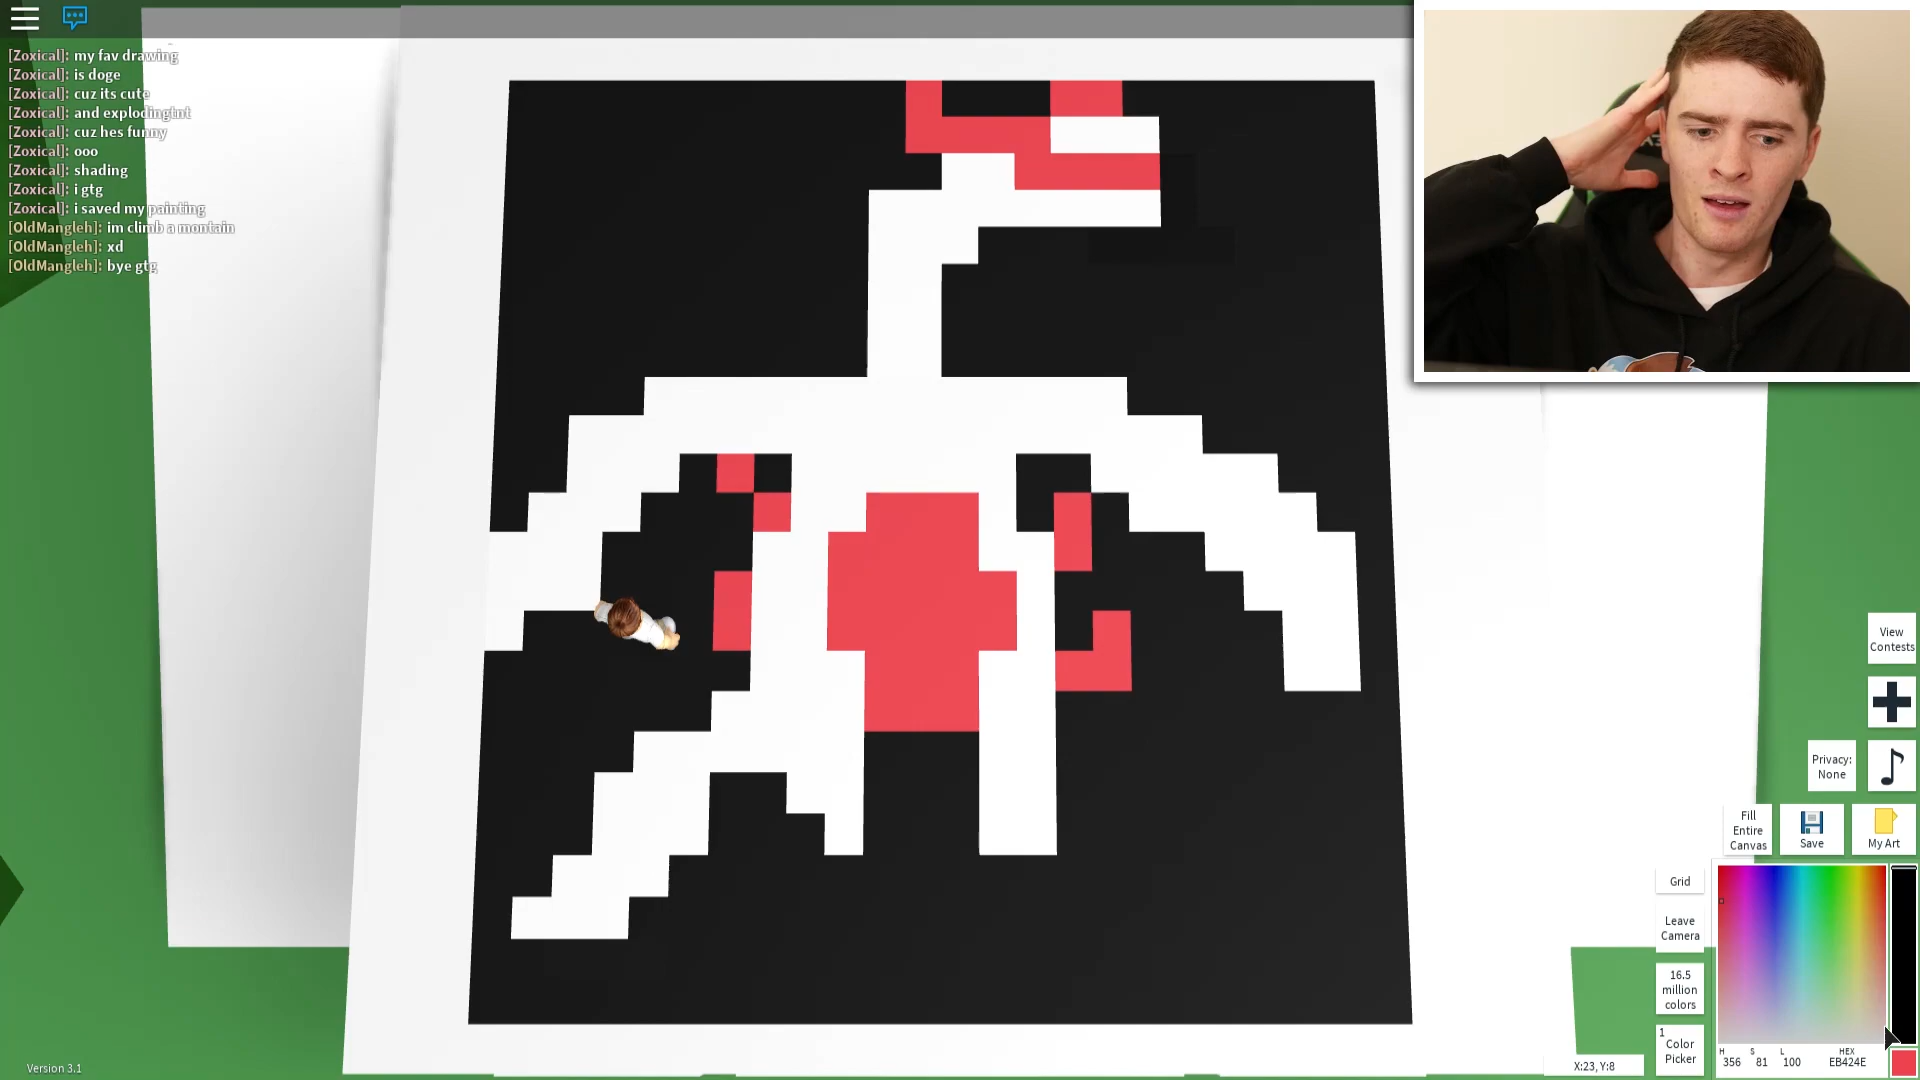 [Zoxical]: my fav drawing
[Zoxical]: is doge
[Zoxical]: cuz its cute
[Zoxical]: and explodingtnt
[Zoxical]: cuz hes funny
[Zoxical]: ooo
[Zoxical]: shading
[Zoxical]: i gtg
[Zoxical]: i saved my painting
[OldMangleh]: im climb a montain
[OldMangleh]: xd
[OldMangleh]: bye gtg
View
Contests
Privacy:
None
Fill
Entire
Canvas
Save
My Art
Grid
Leave
Camera
16.5
million
colors
1
Color
Picker
H S L HEX
356 81 100 EB424E
X:23, Y:8
Version 3.1